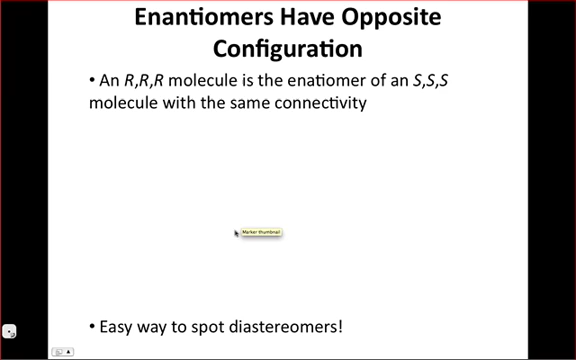 Enantiomers Have Opposite
Configuration
• An R,R,R molecule is the enatiomer of an S,S,S
molecule with the same connectivity
Marker thumbnail
• Easy way to spot diastereomers!